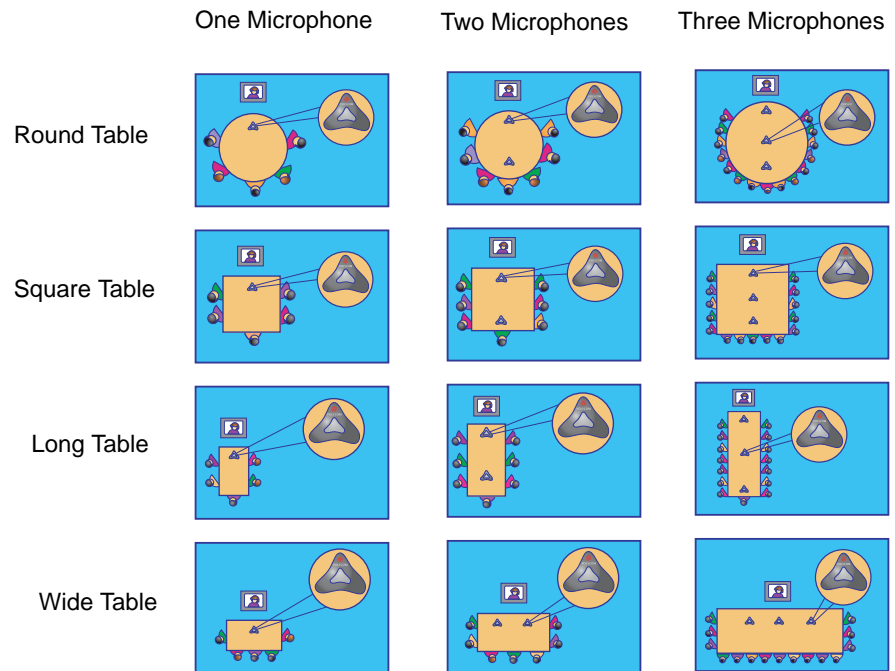 One Microphone Two Microphones Three Microphones
Round Table
Square Table
Long Table
Wide Table